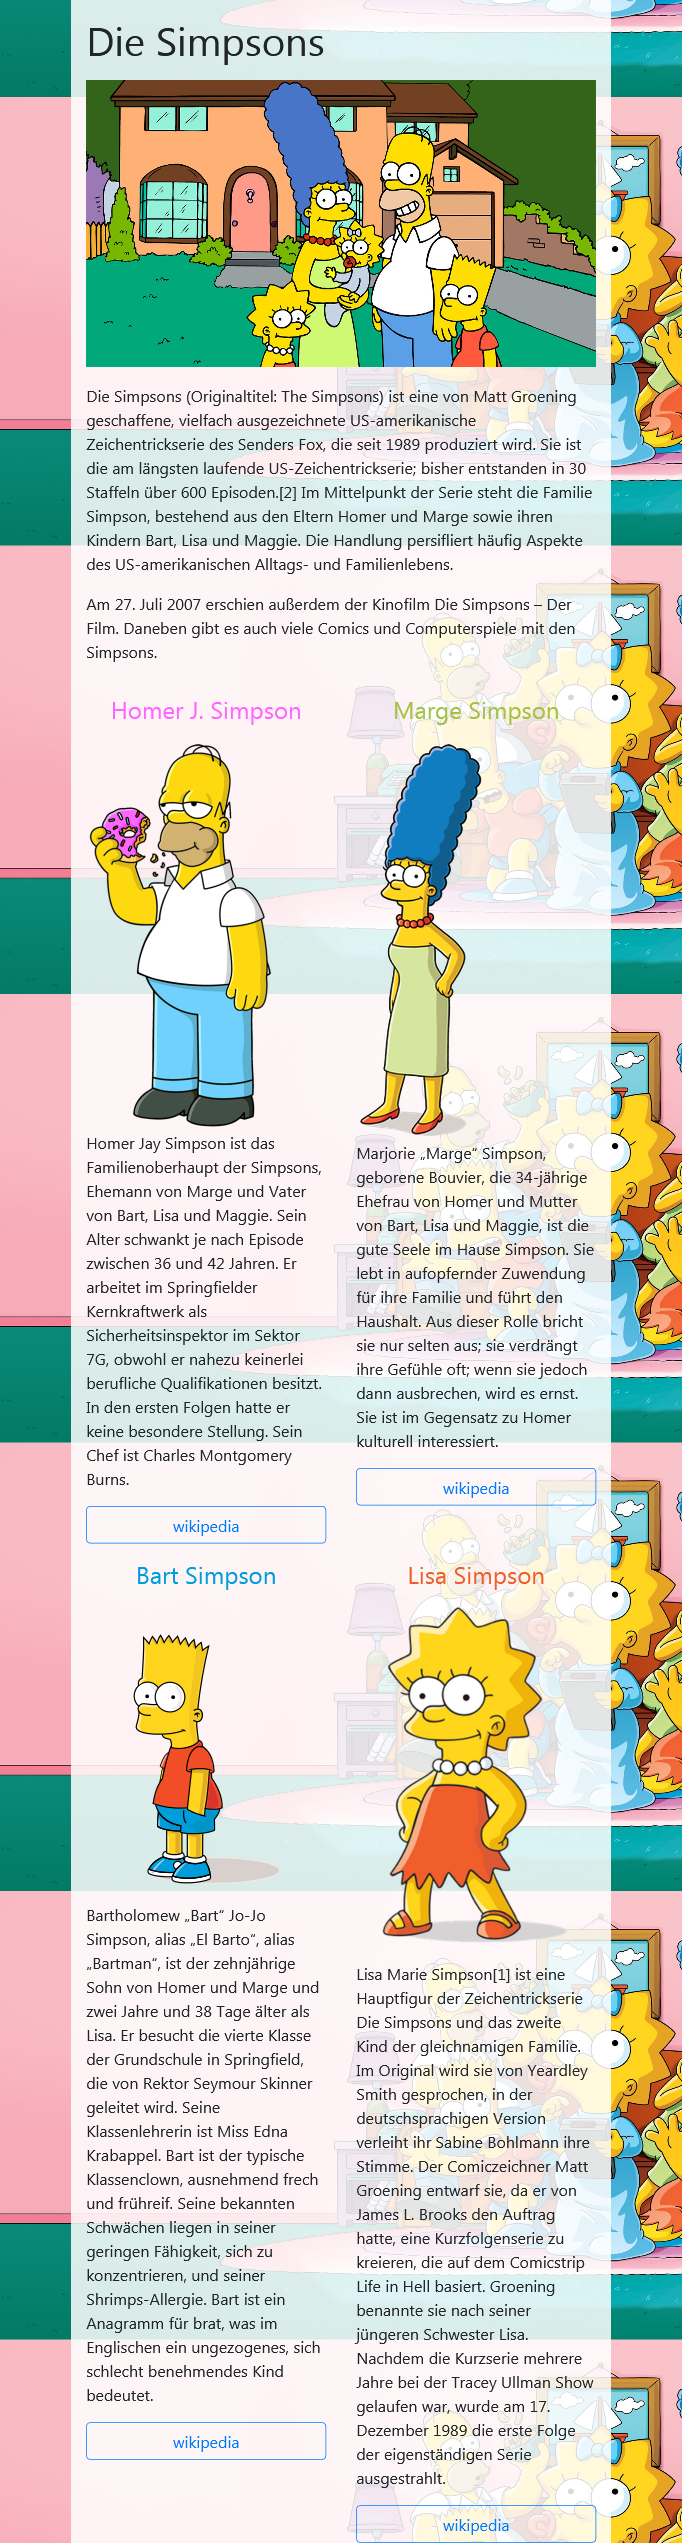 Die Simpsons
Die Simpsons (Originaltitel: The Simpsons) ist eine von Matt Groening
geschaffene, vielfach ausgezeichnete US-amerikanische
Zeichentrickserie des Senders Fox, die seit 1989 produziert wird. Sie ist
die am längsten laufende US-Zeichentrickserie; bisher entstanden in 30
Staffeln über 600 Episoden.[2] Im Mittelpunkt der Serie steht die Familie
Simpson, bestehend aus den Eltern Homer und Marge sowie ihren
Kindern Bart, Lisa und Maggie. Die Handlung persifliert häufig Aspekte
des US-amerikanischen Alltags- und Familienlebens.
Am 27. Juli 2007 erschien außerdem der Kinofilm Die Simpsons – Der
Film. Daneben gibt es auch viele Comics und Computerspiele mit den
Simpsons.
Homer J. Simpson
Homer Jay Simpson ist das
Familienoberhaupt der Simpsons,
Ehemann von Marge und Vater
von Bart, Lisa und Maggie. Sein
Alter schwankt je nach Episode
zwischen 36 und 42 Jahren. Er
arbeitet im Springfielder
Kernkraftwerk als
Sicherheitsinspektor im Sektor
7G, obwohl er nahezu keinerlei
berufliche Qualifikationen besitzt.
In den ersten Folgen hatte er
keine besondere Stellung. Sein
Chef ist Charles Montgomery
Burns.
wikipedia
Marge Simpson
Marjorie „Marge“ Simpson,
geborene Bouvier, die 34-jährige
Ehefrau von Homer und Mutter
von Bart, Lisa und Maggie, ist die
gute Seele im Hause Simpson. Sie
lebt in aufopfernder Zuwendung
für ihre Familie und führt den
Haushalt. Aus dieser Rolle bricht
sie nur selten aus; sie verdrängt
ihre Gefühle oft; wenn sie jedoch
dann ausbrechen, wird es ernst.
Sie ist im Gegensatz zu Homer
kulturell interessiert.
wikipedia
Bart Simpson
Bartholomew „Bart“ Jo-Jo
Simpson, alias „El Barto“, alias
„Bartman“, ist der zehnjährige
Sohn von Homer und Marge und
zwei Jahre und 38 Tage älter als
Lisa. Er besucht die vierte Klasse
der Grundschule in Springfield,
die von Rektor Seymour Skinner
geleitet wird. Seine
Klassenlehrerin ist Miss Edna
Krabappel. Bart ist der typische
Klassenclown, ausnehmend frech
und frühreif. Seine bekannten
Schwächen liegen in seiner
geringen Fähigkeit, sich zu
konzentrieren, und seiner
Shrimps-Allergie. Bart ist ein
Anagramm für brat, was im
Englischen ein ungezogenes, sich
schlecht benehmendes Kind
bedeutet.
wikipedia
Lisa Simpson
Lisa Marie Simpson[1] ist eine
Hauptfigur der Zeichentrickserie
Die Simpsons und das zweite
Kind der gleichnamigen Familie.
Im Original wird sie von Yeardley
Smith gesprochen, in der
deutschsprachigen Version
verleiht ihr Sabine Bohlmann ihre
Stimme. Der Comiczeichner Matt
Groening entwarf sie, da er von
James L. Brooks den Auftrag
hatte, eine Kurzfolgenserie zu
kreieren, die auf dem Comicstrip
Life in Hell basiert. Groening
benannte sie nach seiner
jüngeren Schwester Lisa.
Nachdem die Kurzserie mehrere
Jahre bei der Tracey Ullman Show
gelaufen war, wurde am 17.
Dezember 1989 die erste Folge
der eigenständigen Serie
ausgestrahlt.
wikipedia